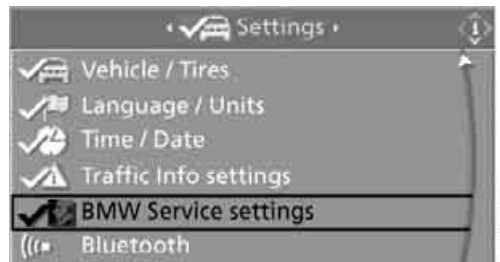 Settings
Vehicle / Tires
Language / Units
Time / Date
Traffic Info settings
BMW Service settings
Bluetooth